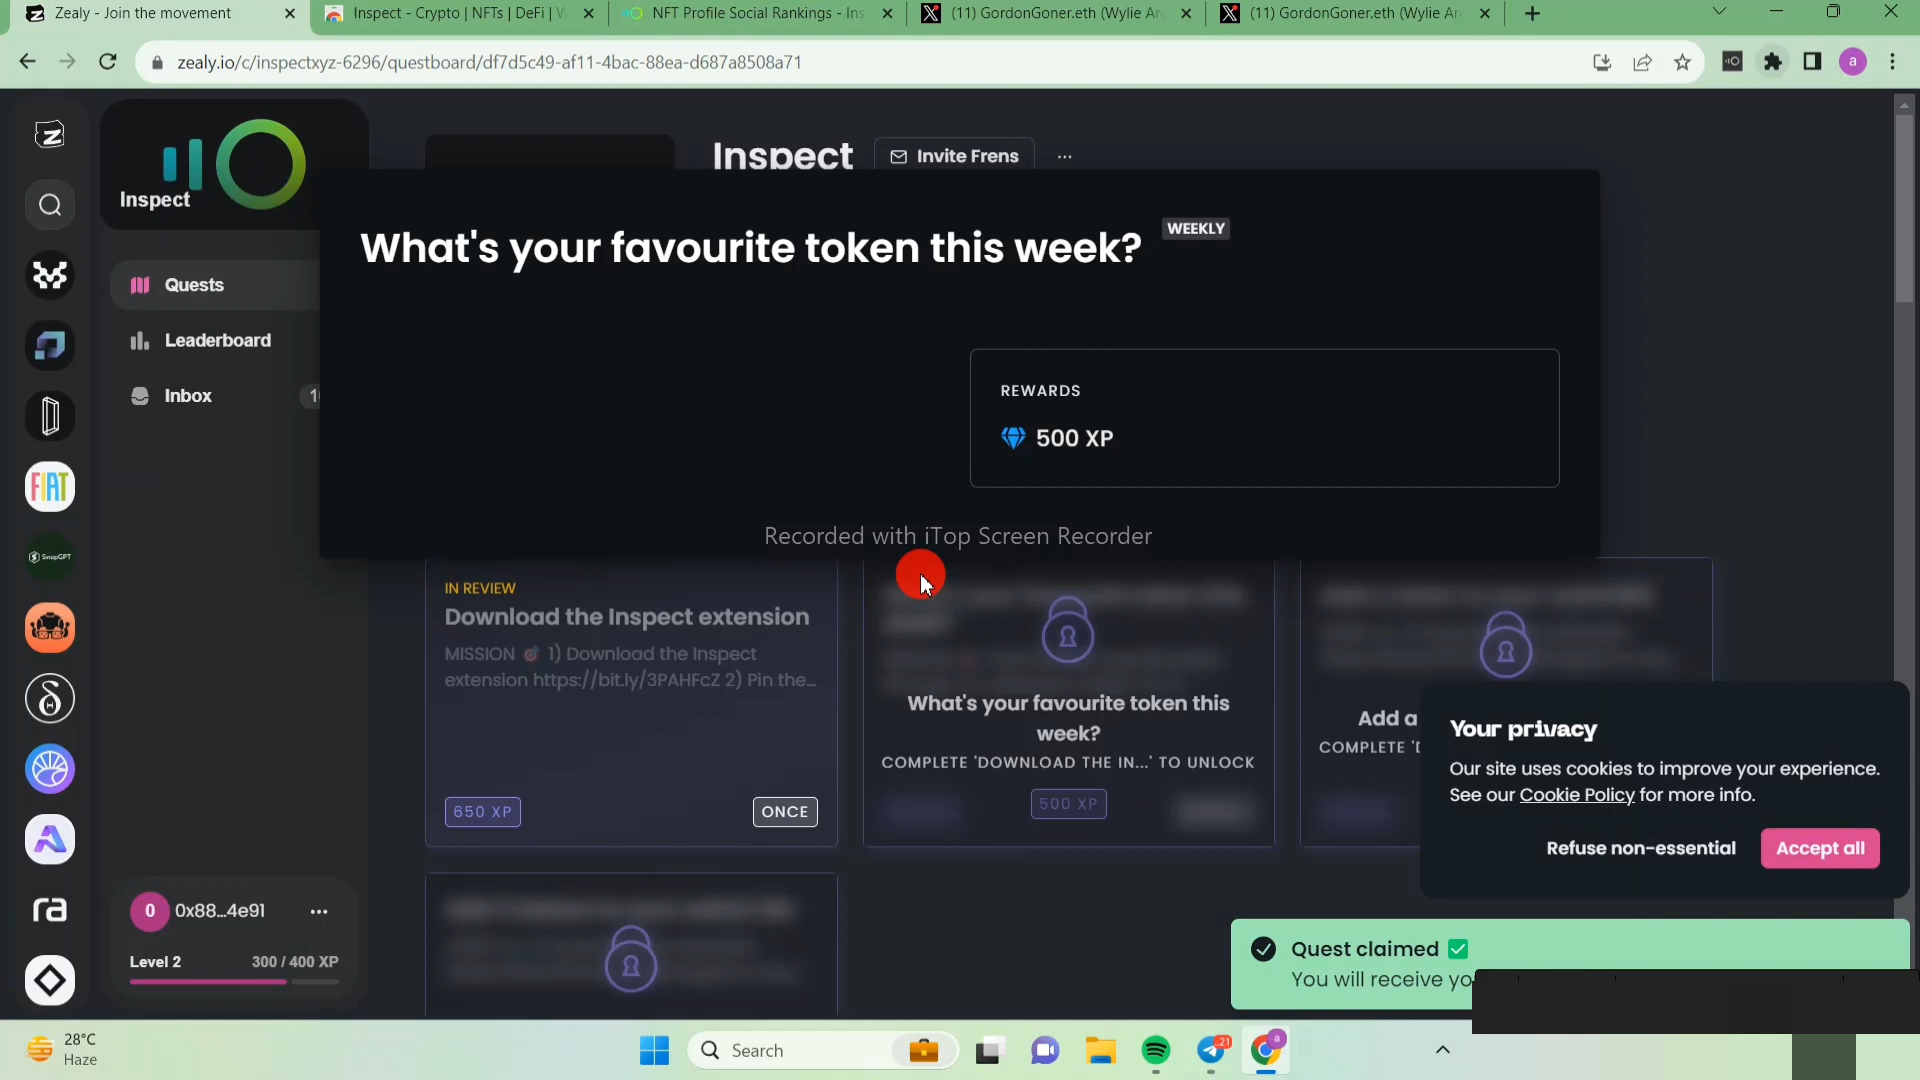 Zealy - Join the movement
Inspect - Crypto | NFTs | DeFi | W
NFT Profile Social Rankings - Ins
(11) GordonGoner.eth (Wylie Arc
(11) GordonGoner.eth (Wylie Arc
zealy.io/c/inspectxyz-6296/questboard/df7d5c49-af11-4bac-88ea-d687a8508a71
a
Inspect
Inspect
Invite Frens
...
What's your favourite token this week?
WEEKLY
Quests
Leaderboard
Inbox
REWARDS
500 XP
Recorded with iTop Screen Recorder
FIAT
SwapGPT
IN REVIEW
Download the Inspect extension
MISSION 🎯 1) Download the Inspect
extension https://bit.ly/3PAHFcZ 2) Pin the...
650 XP
ONCE
What's your favourite token this
week?
COMPLETE 'DOWNLOAD THE IN...' TO UNLOCK
500 XP
Add a
COMPLETE 'D
Your privacy
Our site uses cookies to improve your experience.
See our Cookie Policy for more info.
Refuse non-essential
Accept all
ra
0
0x88...4e91
...
Level 2
300 / 400 XP
Quest claimed ✅
You will receive yo
28°C
Haze
Search
21
a